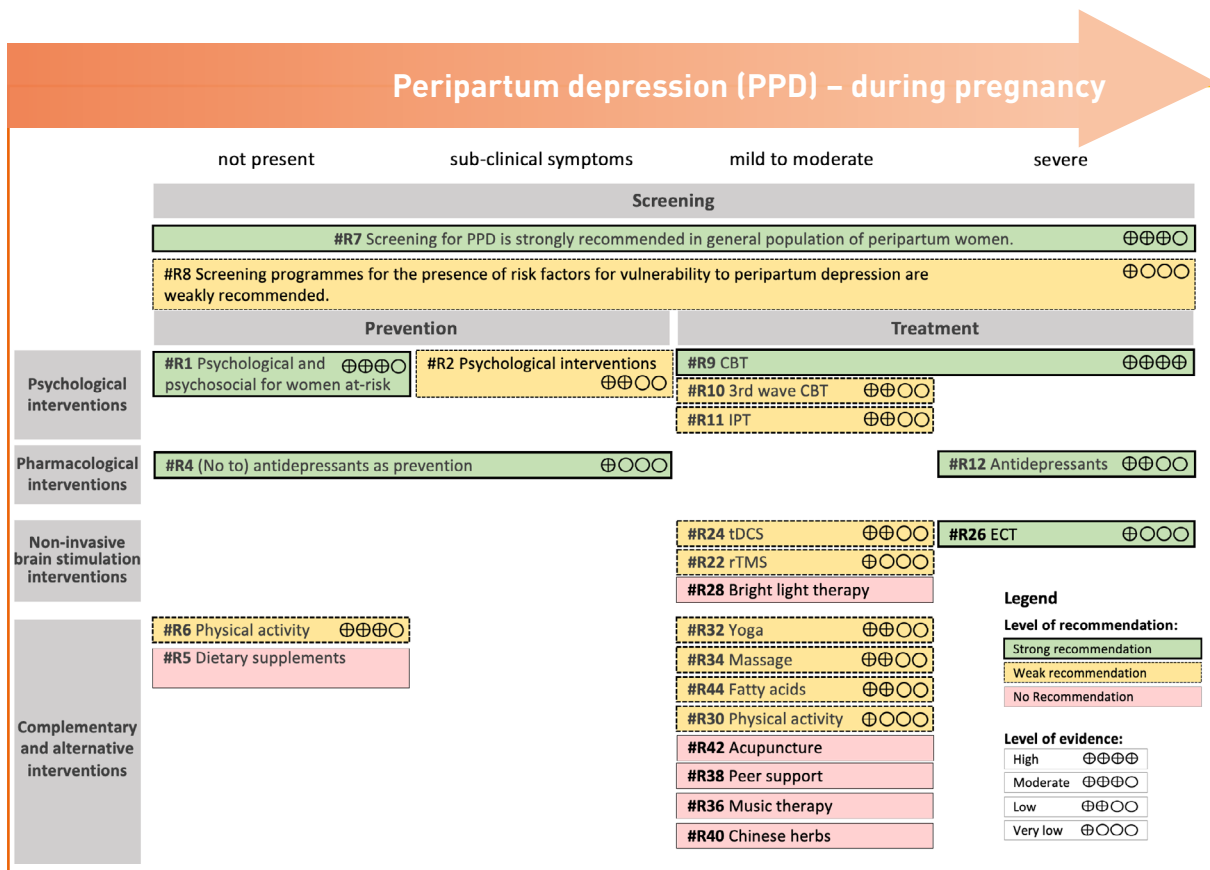 Peripartum depression (PPD) – during pregnancy
not present
sub-clinical symptoms
mild to moderate
severe
Screening
#R7 Screening for PPD is strongly recommended in general population of peripartum women. ⊕⊕⊕○
#R8 Screening programmes for the presence of risk factors for vulnerability to peripartum depression are ⊕○○○
weakly recommended.
Prevention
Treatment
Psychological
interventions
#R1 Psychological and ⊕⊕⊕○
psychosocial for women at-risk
#R2 Psychological interventions
⊕⊕○○
#R9 CBT ⊕⊕⊕⊕
#R10 3rd wave CBT ⊕⊕○○
#R11 IPT ⊕⊕○○
Pharmacological
interventions
#R4 (No to) antidepressants as prevention ⊕○○○
#R12 Antidepressants ⊕⊕○○
Non-invasive
brain stimulation
interventions
#R24 tDCS ⊕⊕○○
#R22 rTMS ⊕○○○
#R28 Bright light therapy
#R26 ECT ⊕○○○
Complementary
and alternative
interventions
#R6 Physical activity ⊕⊕⊕○
#R5 Dietary supplements
#R32 Yoga ⊕⊕○○
#R34 Massage ⊕⊕○○
#R44 Fatty acids ⊕⊕○○
#R30 Physical activity ⊕○○○
#R42 Acupuncture
#R38 Peer support
#R36 Music therapy
#R40 Chinese herbs
Legend
Level of recommendation:
Strong recommendation
Weak recommendation
No Recommendation
Level of evidence:
High ⊕⊕⊕⊕
Moderate ⊕⊕⊕○
Low ⊕⊕○○
Very low ⊕○○○